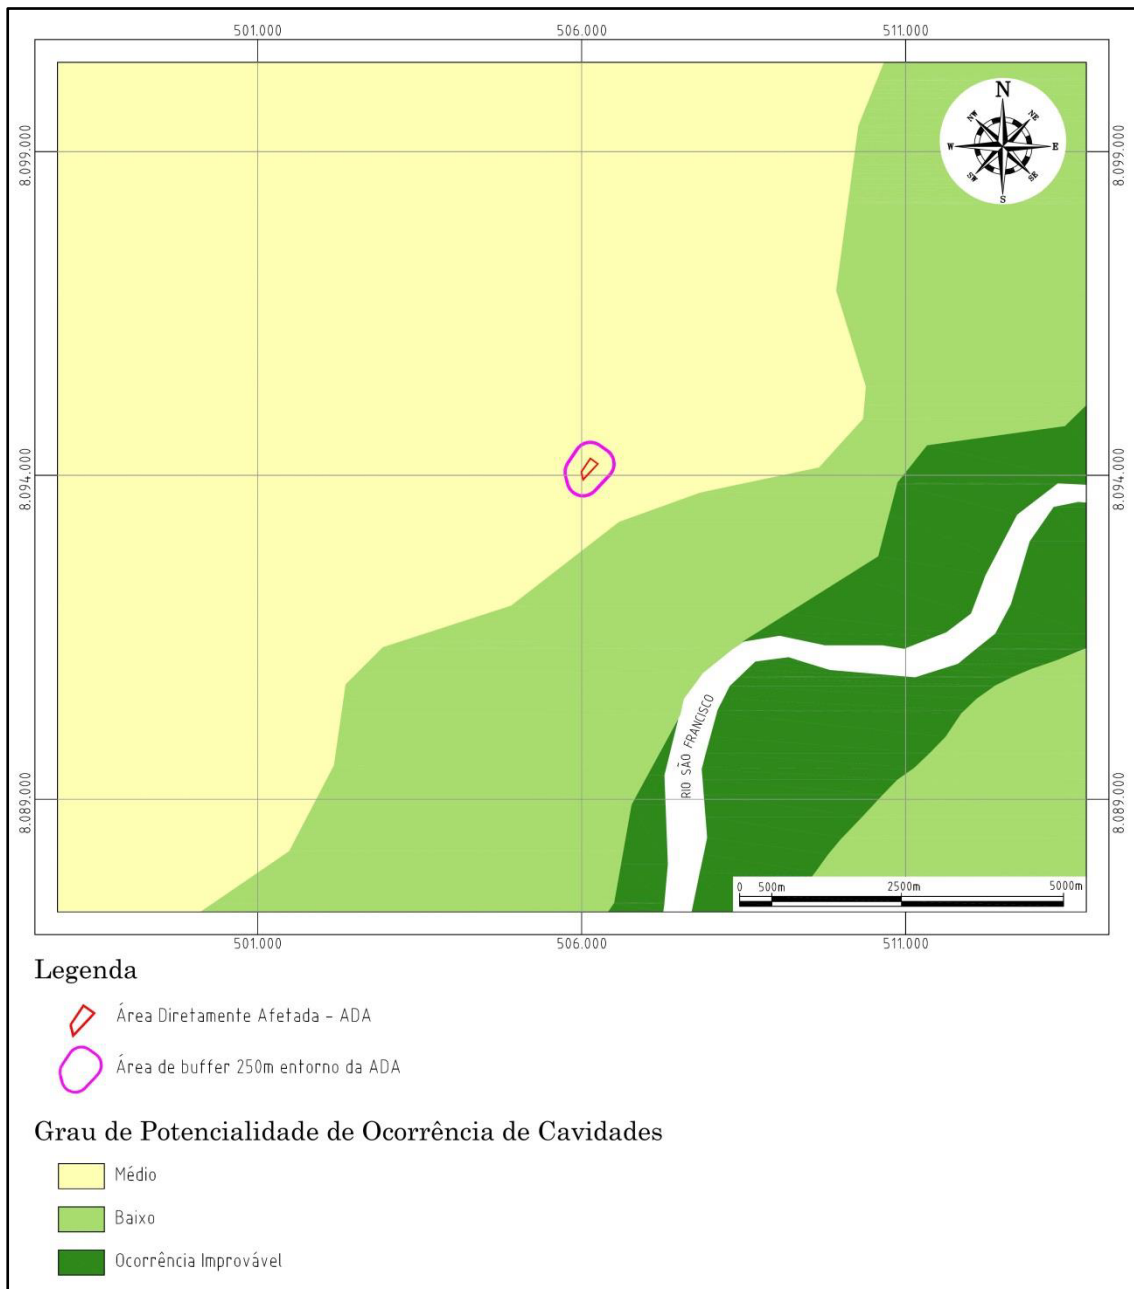 501.000 506.000 511.000
N
NW NE
W E
SW SE
S
8.099.000 8.099.000
8.094.000 8.094.000
RIO SÃO FRANCISCO
8.089.000 8.089.000
0 500m 2500m 5000m
501.000 506.000 511.000
Legenda
Área Diretamente Afetada - ADA
Área de buffer 250m entorno da ADA
Grau de Potencialidade de Ocorrência de Cavidades
Médio
Baixo
Ocorrência Improvável